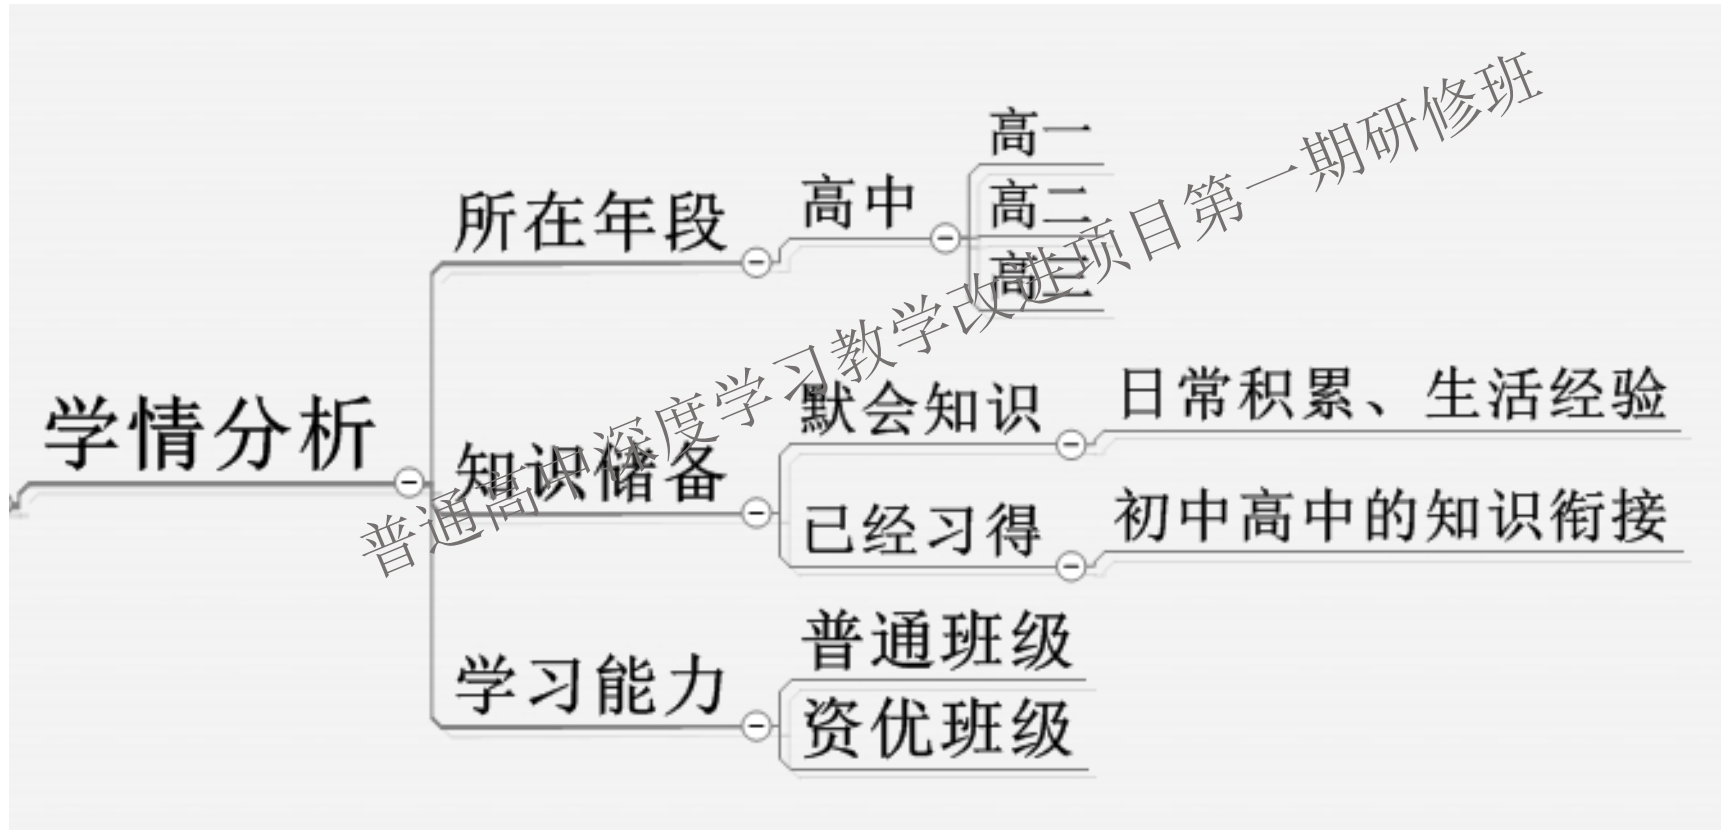 学情分析
所在年段
高中
高一
高二
高三
知识储备
默会知识
日常积累、生活经验
已经习得
初中高中的知识衔接
学习能力
普通班级
资优班级
普通高中深度学习教学改进项目第一期研修班